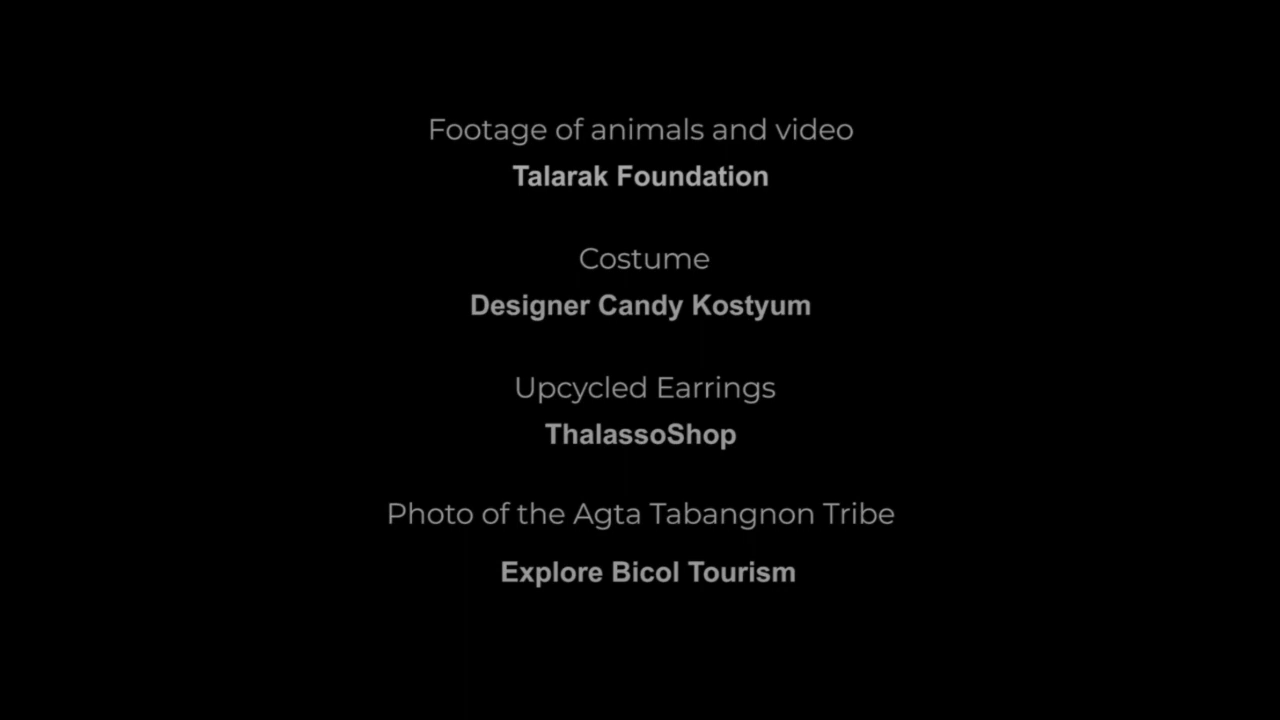 Footage of animals and video
Talarak Foundation
Costume
Designer Candy Kostyum
Upcycled Earrings
ThalassoShop
Photo of the Agta Tabangnon Tribe
Explore Bicol Tourism